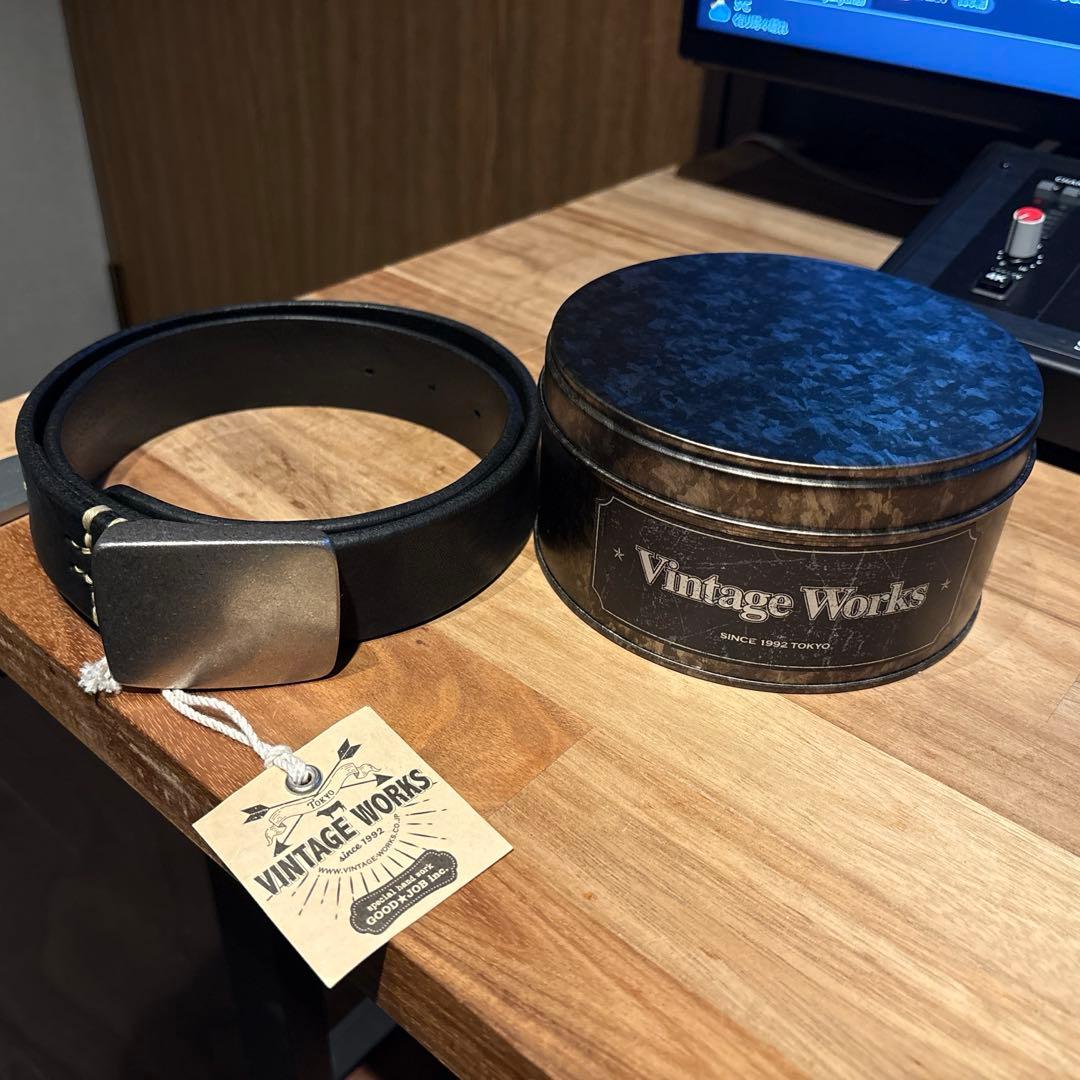 Vintage Works
SINCE 1992 TOKYO
TOKYO
VINTAGE WORKS
since 1992
WWW.VINTAGE-WORKS.CO.JP
special hand work
GOOD★JOB inc.
4K